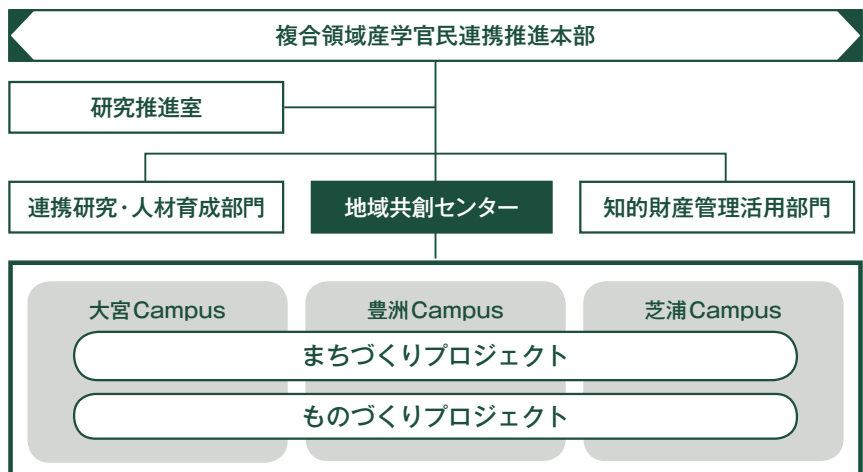 複合領域産学官民連携推進本部
研究推進室
連携研究・人材育成部門
地域共創センター
知的財産管理活用部門
大宮Campus
豊洲Campus
芝浦Campus
まちづくりプロジェクト
ものづくりプロジェクト